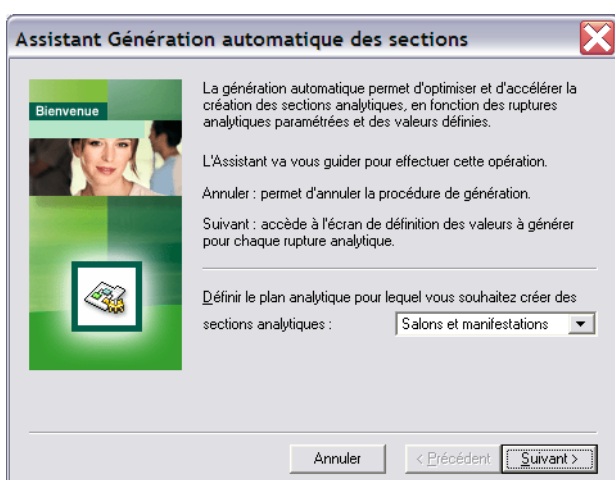 Assistant Génération automatique des sections
Bienvenue
La génération automatique permet d'optimiser et d'accélérer la
création des sections analytiques, en fonction des ruptures
analytiques paramétrées et des valeurs définies.
L'Assistant va vous guider pour effectuer cette opération.
Annuler : permet d'annuler la procédure de génération.
Suivant : accède à l'écran de définition des valeurs à générer
pour chaque rupture analytique.
Définir le plan analytique pour lequel vous souhaitez créer des
sections analytiques : Salons et manifestations
Annuler < Précédent Suivant >